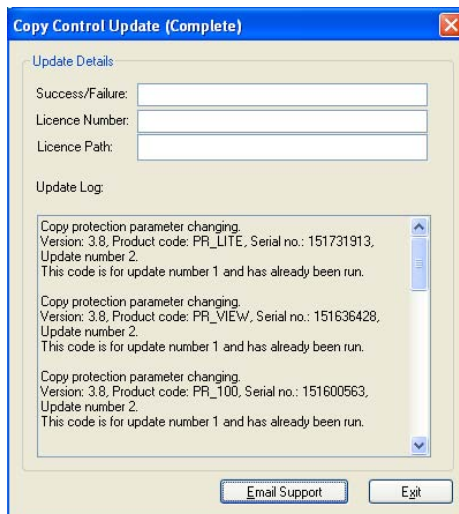 Copy Control Update (Complete)
Update Details
Success/Failure:
Licence Number:
Licence Path:
Update Log:
Copy protection parameter changing.
Version: 3.8, Product code: PR_LITE, Serial no.: 151731913,
Update number 2.
This code is for update number 1 and has already been run.
Copy protection parameter changing.
Version: 3.8, Product code: PR_VIEW, Serial no.: 151636428,
Update number 2.
This code is for update number 1 and has already been run.
Copy protection parameter changing.
Version: 3.8, Product code: PR_100, Serial no.: 151600563,
Update number 2.
This code is for update number 1 and has already been run.
Email Support
Exit